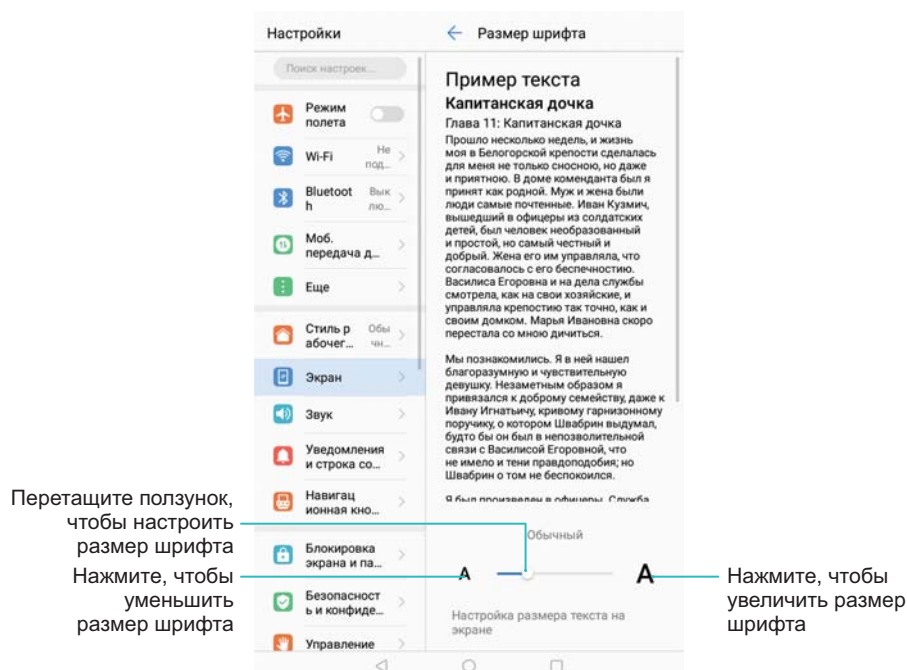 Настройки
Поиск настроек...
Режим
полета
Wi-Fi
Не
под...
Bluetoot
h
Вык
лю...
Моб.
передача д...
Еще
Стиль р
абочег...
Обы
чн...
Экран
Звук
Уведомления
и строка со...
Навигац
ионная кно...
Блокировка
экрана и па...
Безопасност
ь и конфиде...
Управление
Размер шрифта
Пример текста
Капитанская дочка
Глава 11: Капитанская дочка
Прошло несколько недель, и жизнь
моя в Белогорской крепости сделалась
для меня не только сносною, но даже
и приятною. В доме коменданта был я
принят как родной. Муж и жена были
люди самые почтенные. Иван Кузмич,
вышедший в офицеры из солдатских
детей, был человек необразованный
и простой, но самый честный и
добрый. Жена его им управляла, что
согласовалось с его беспечностию.
Василиса Егоровна и на дела службы
смотрела, как на свои хозяйские, и
управляла крепостию так точно, как и
своим домком. Марья Ивановна скоро
перестала со мною дичиться.
Мы познакомились. Я в ней нашел
благоразумную и чувствительную
девушку. Незаметным образом я
привязался к доброму семейству, даже к
Ивану Игнатьичу, кривому гарнизонному
поручику, о котором Швабрин выдумал,
будто бы он был в непозволительной
связи с Василисой Егоровной, что
не имело и тени правдоподобия; но
Швабрин о том не беспокоился.
Я был произведен в офицеры. Служба
Обычный
A
A
Настройка размера текста на
экране
Перетащите ползунок,
чтобы настроить
размер шрифта
Нажмите, чтобы
уменьшить
размер шрифта
Нажмите, чтобы
увеличить размер
шрифта